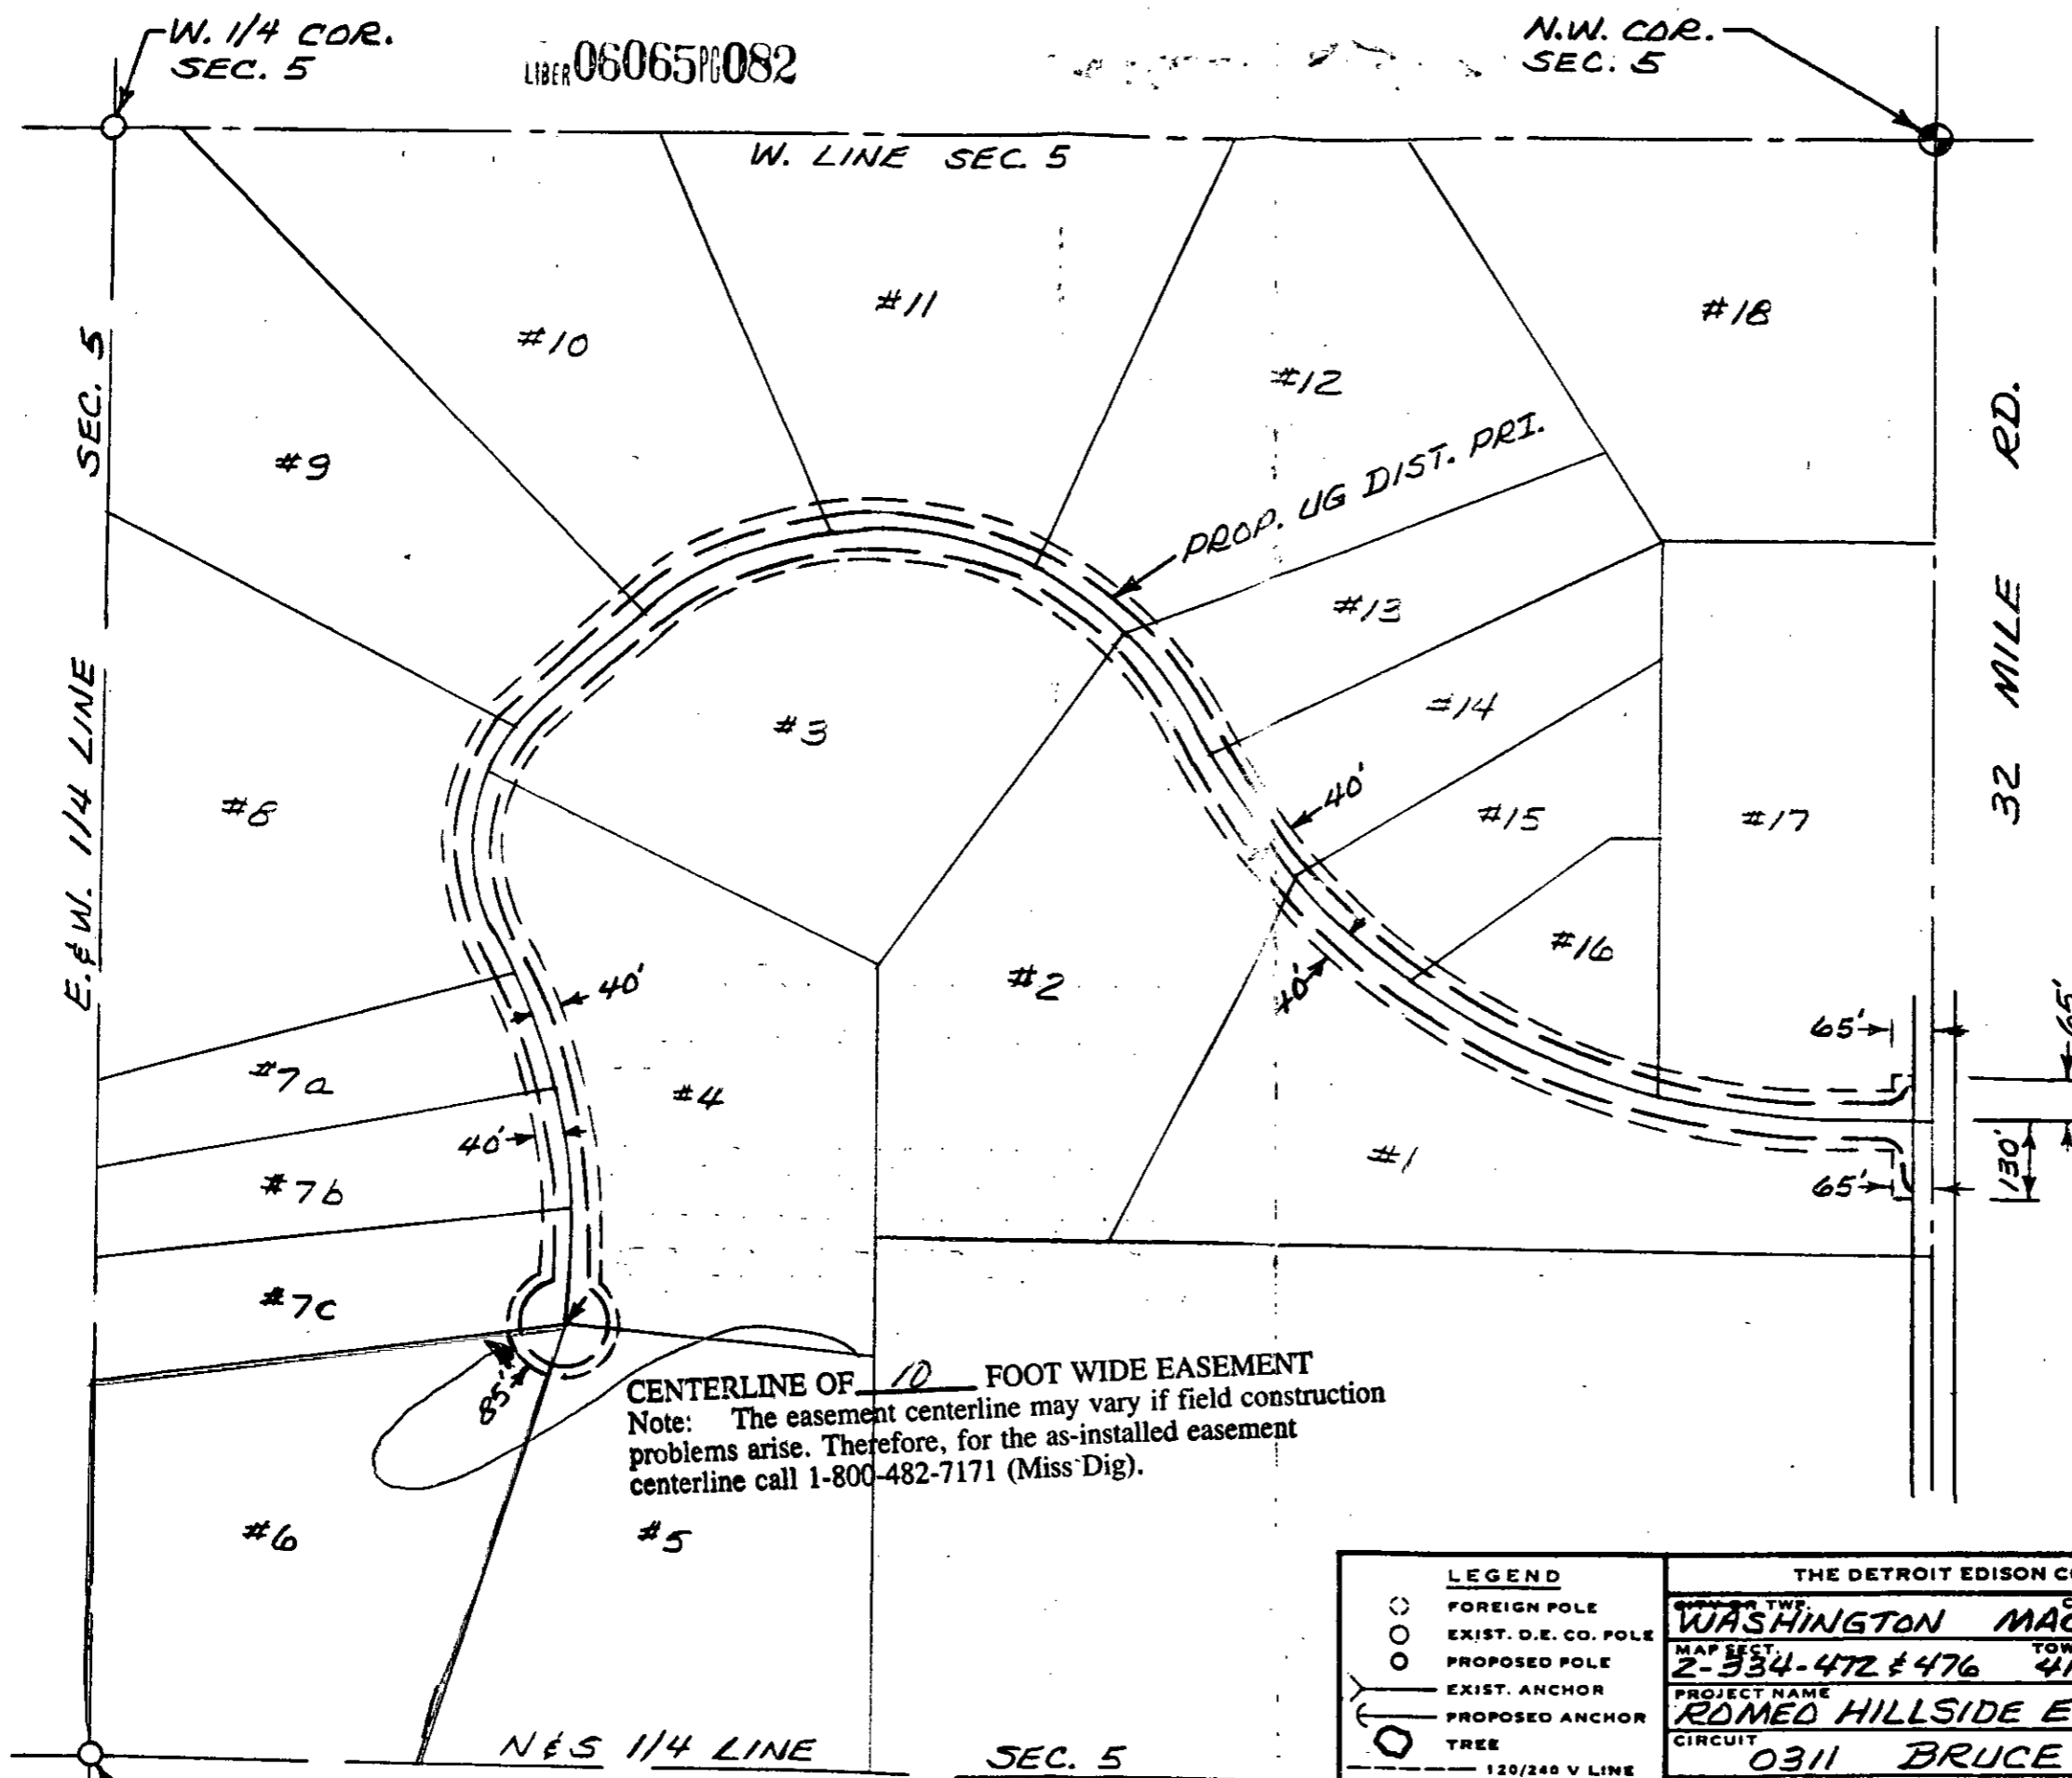 W. 1/4 COR.
SEC. 5
LIBER 06065 PG 082
N.W. COR.
SEC. 5
W. LINE SEC. 5
#11
#18
#10
#12
SEC. 5
RD.
#9
PROP. UG DIST. PRI.
#13
MILE
E. & W. 1/4 LINE
#3
#14
40'
32
#8
#15
#17
#16
40'
#2
40'
65'
65'
#7a
#4
40'
#1
130'
#7b
65'
#7c
85'
CENTERLINE OF 10 FOOT WIDE EASEMENT
Note: The easement centerline may vary if field construction
problems arise. Therefore, for the as-installed easement
centerline call 1-800-482-7171 (Miss Dig).
#6
#5
N & S 1/4 LINE SEC. 5
LEGEND
FOREIGN POLE
EXIST. D.E. CO. POLE
PROPOSED POLE
EXIST. ANCHOR
PROPOSED ANCHOR
TREE
120/240 V LINE
THE DETROIT EDISON C
CITY OR TWP.
WASHINGTON MAC
MAP SECT.
2-334-472 & 476
PROJECT NAME
ROMEO HILLSIDE E
CIRCUIT
0311 BRUCE